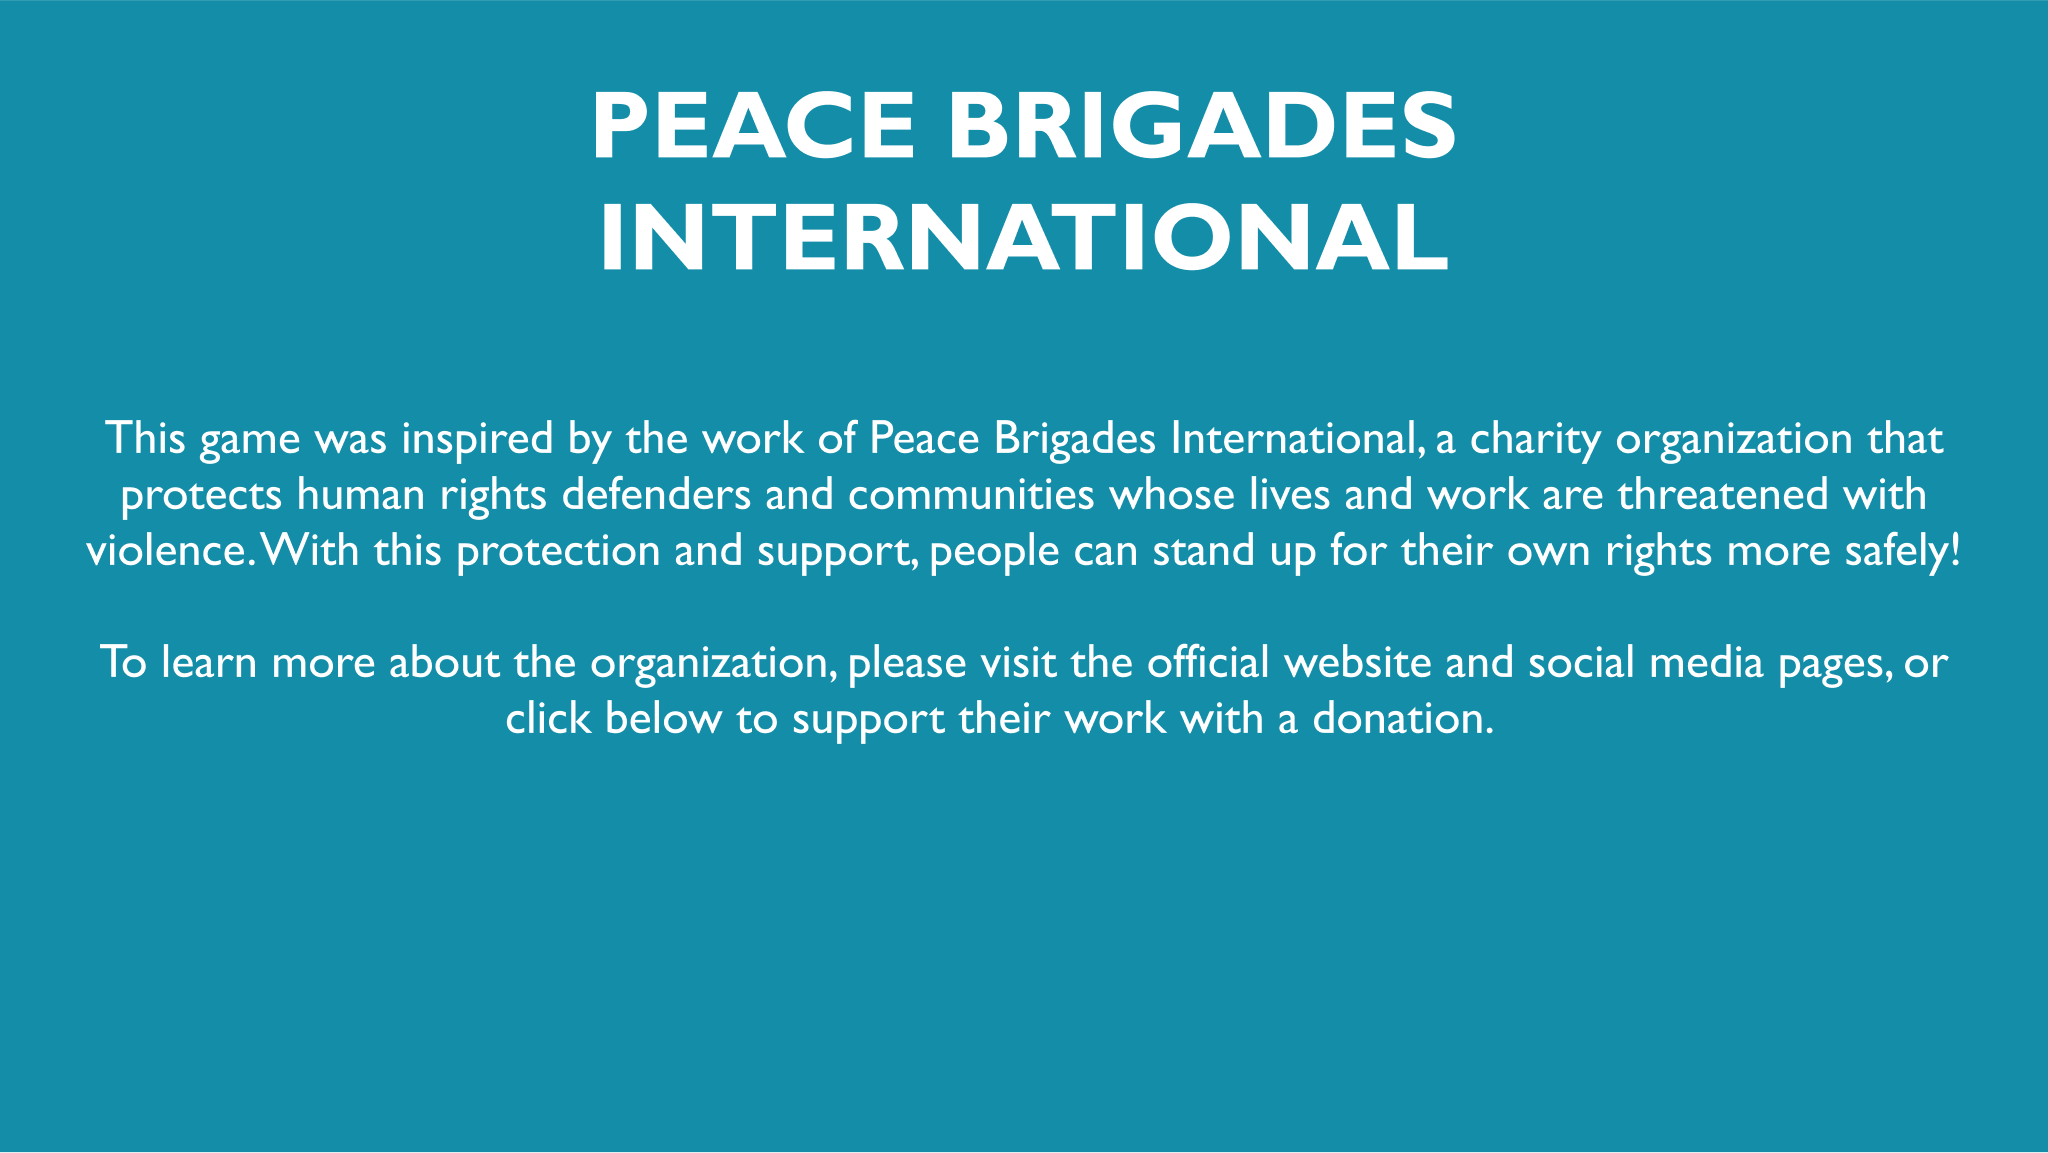 PEACE BRIGADES
INTERNATIONAL
This game was inspired by the work of Peace Brigades International, a charity organization that
protects human rights defenders and communities whose lives and work are threatened with
violence. With this protection and support, people can stand up for their own rights more safely!
To learn more about the organization, please visit the official website and social media pages, or
click below to support their work with a donation.